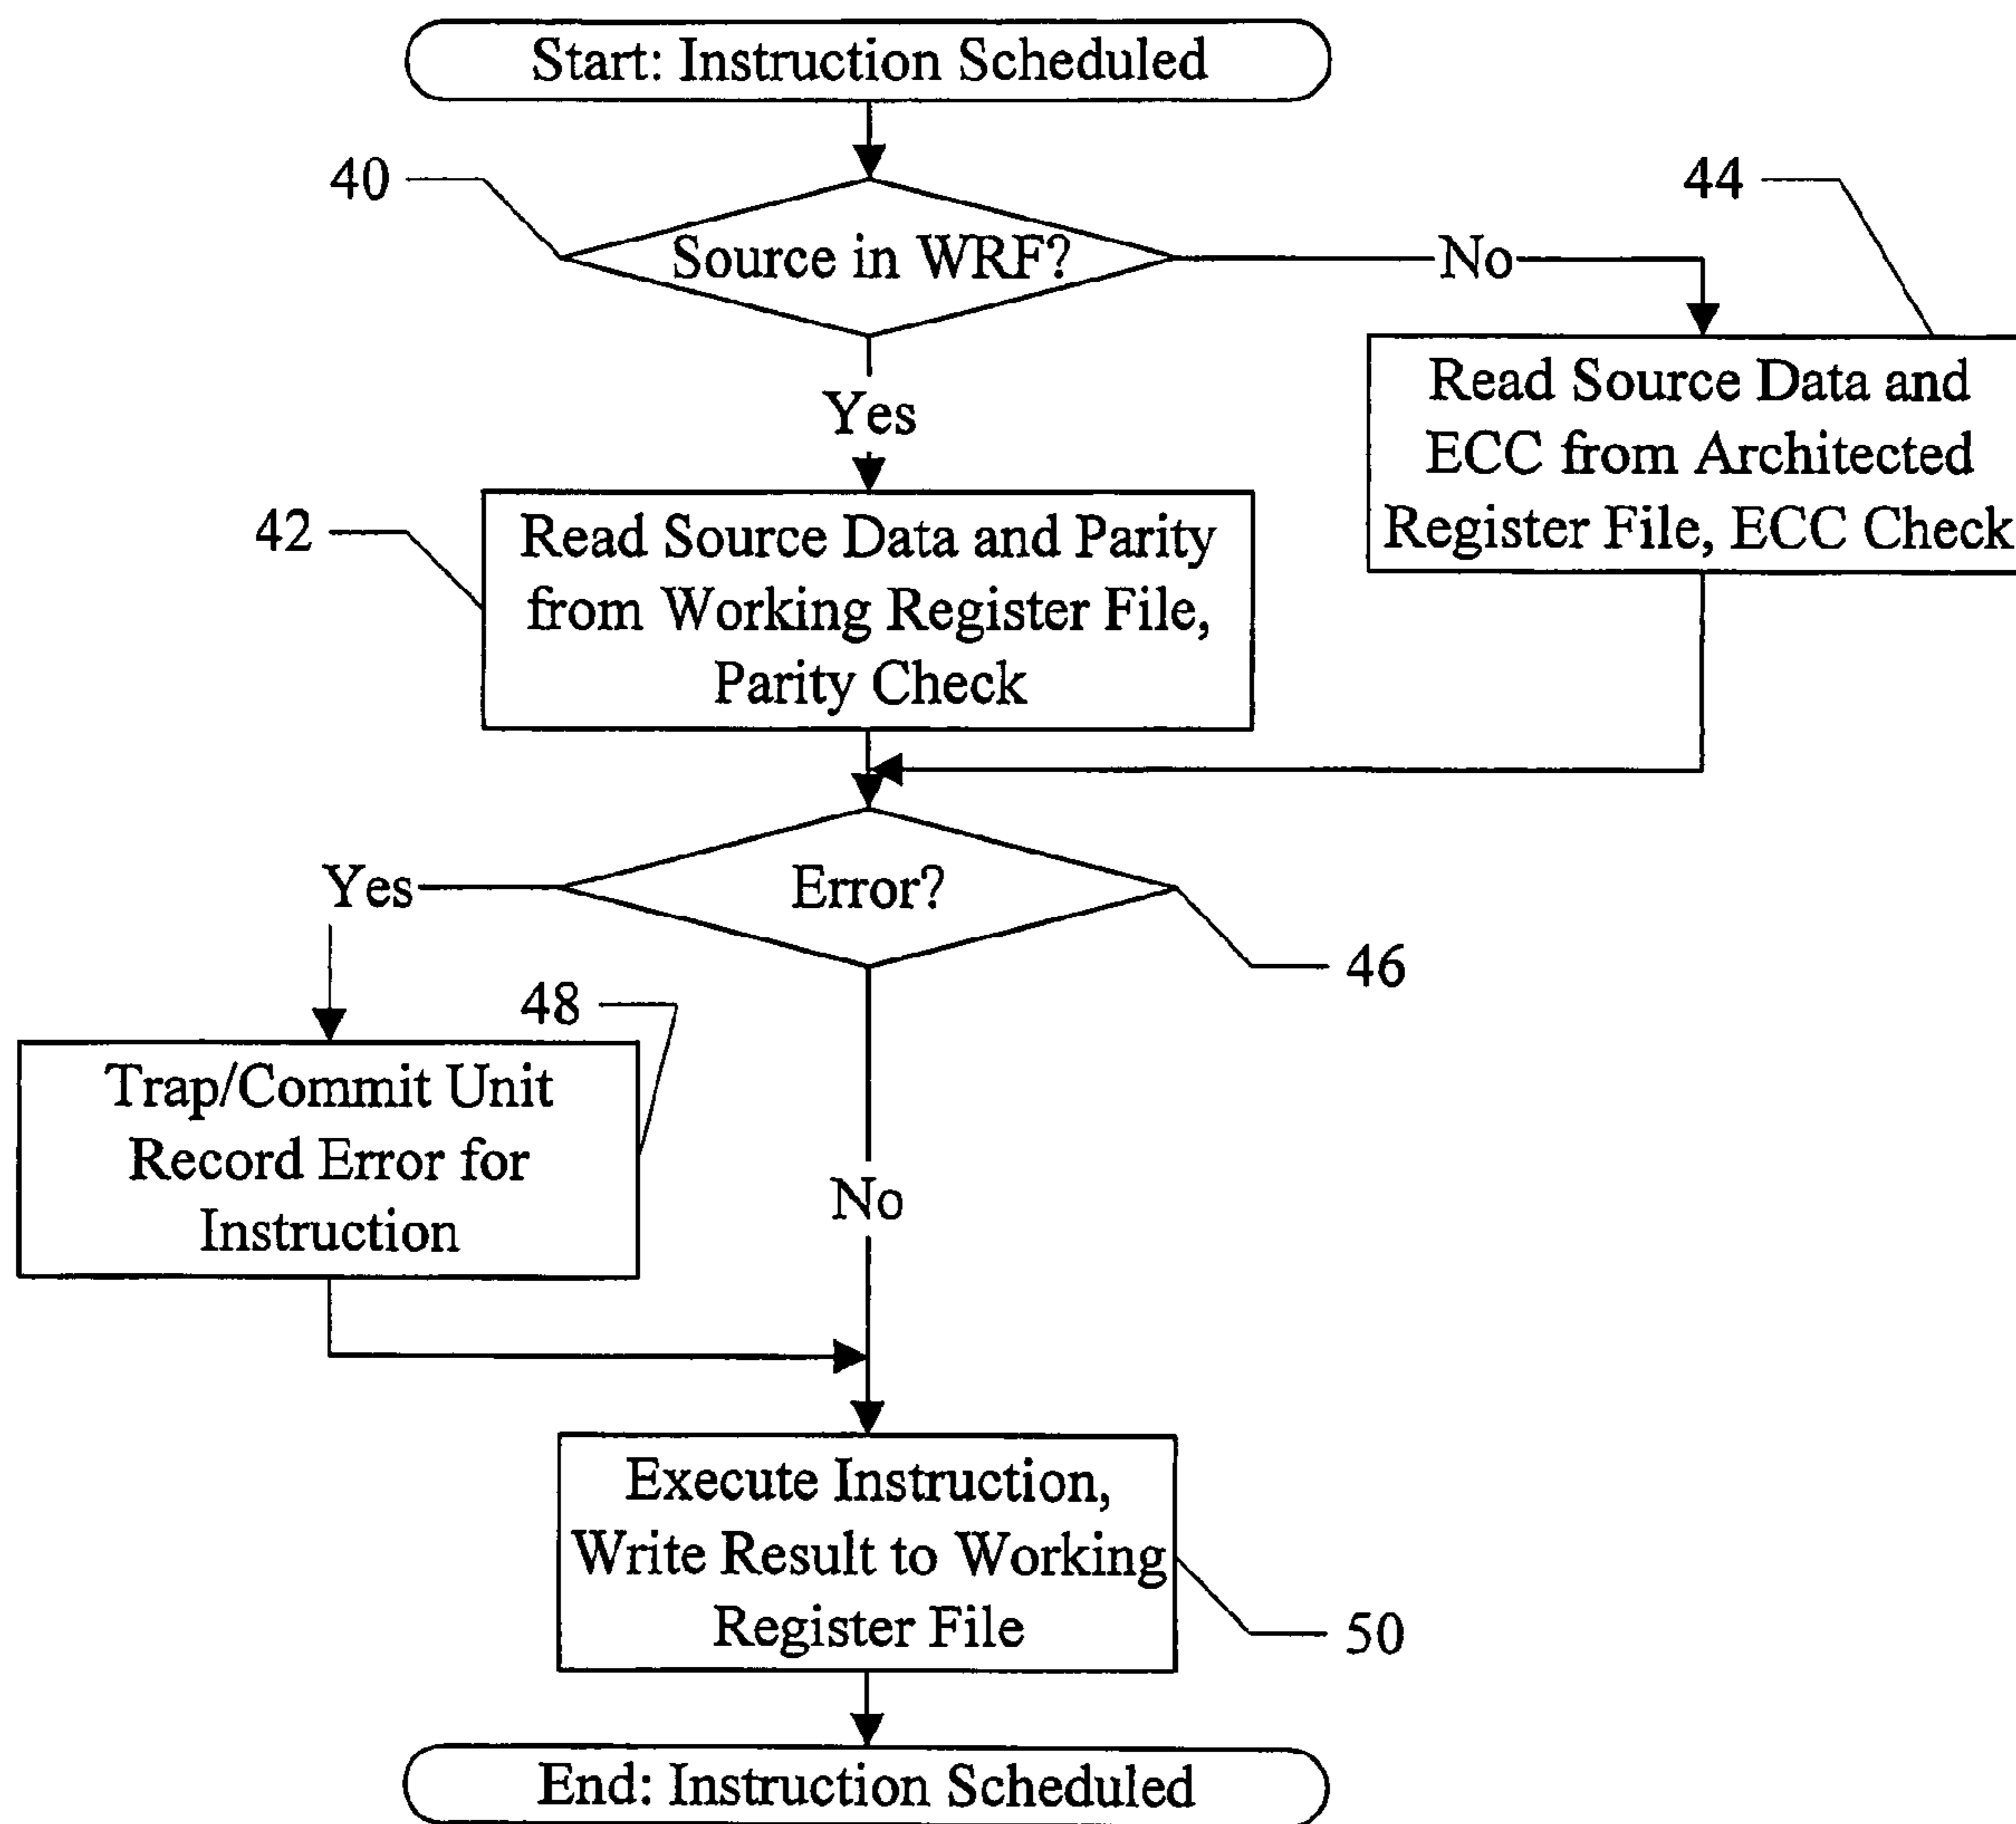 Start: Instruction Scheduled
40
44
Source in WRF?
No
Read Source Data and
ECC from Architected
Register File, ECC Check
Yes
42
Read Source Data and Parity
from Working Register File,
Parity Check
Yes
Error?
46
48
Trap/Commit Unit
Record Error for
Instruction
No
Execute Instruction,
Write Result to Working
Register File
50
End: Instruction Scheduled